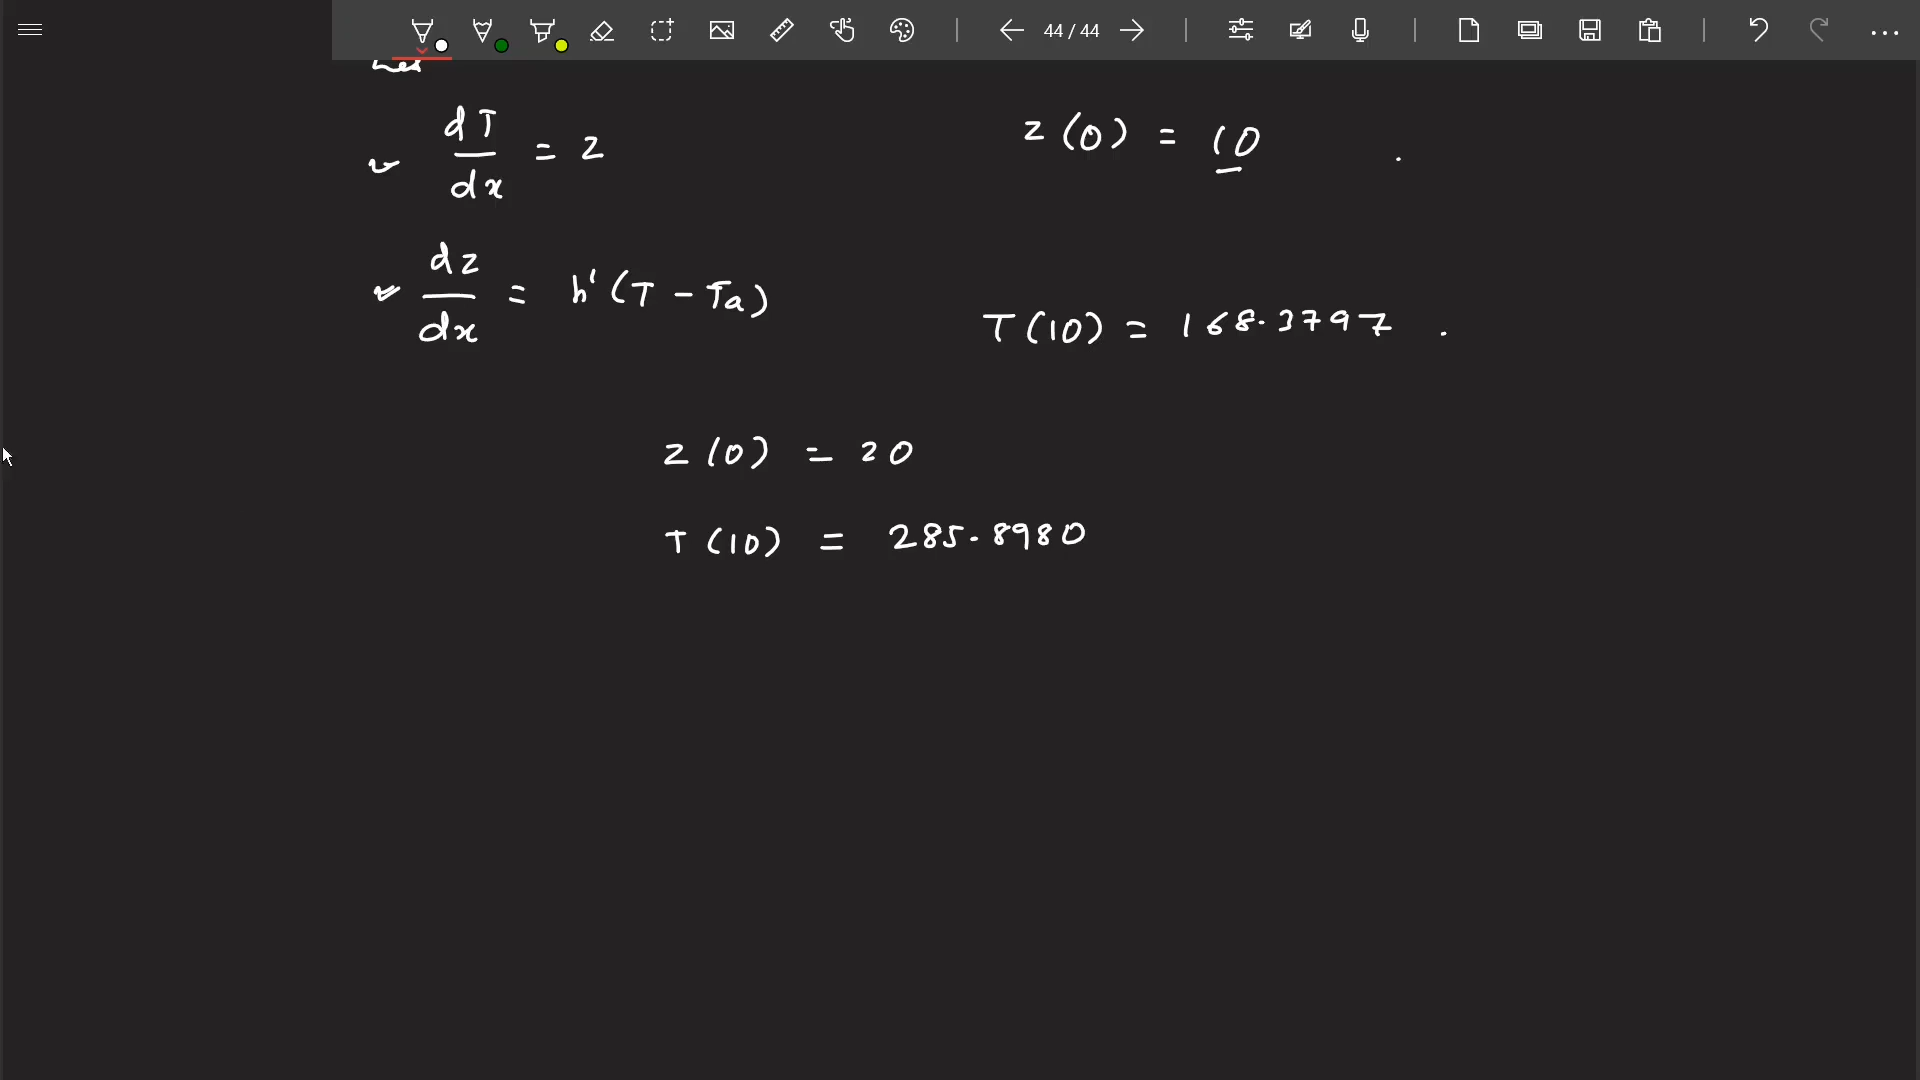 44 / 44
dT/dx = z
z(0) = 10
dz/dx = h'(T - Ta)
T(10) = 168.3797
z(0) = 20
T(10) = 285.8980